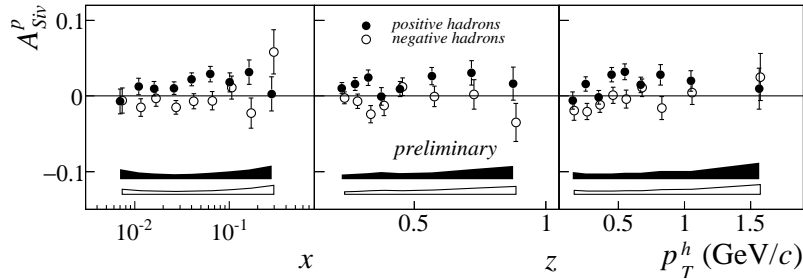 A^p_Siv
0.1
0
−0.1
positive hadrons
negative hadrons
preliminary
10^-2 10^-1
0.5 1
0.5 1 1.5
x
z
p_T^h (GeV/c)